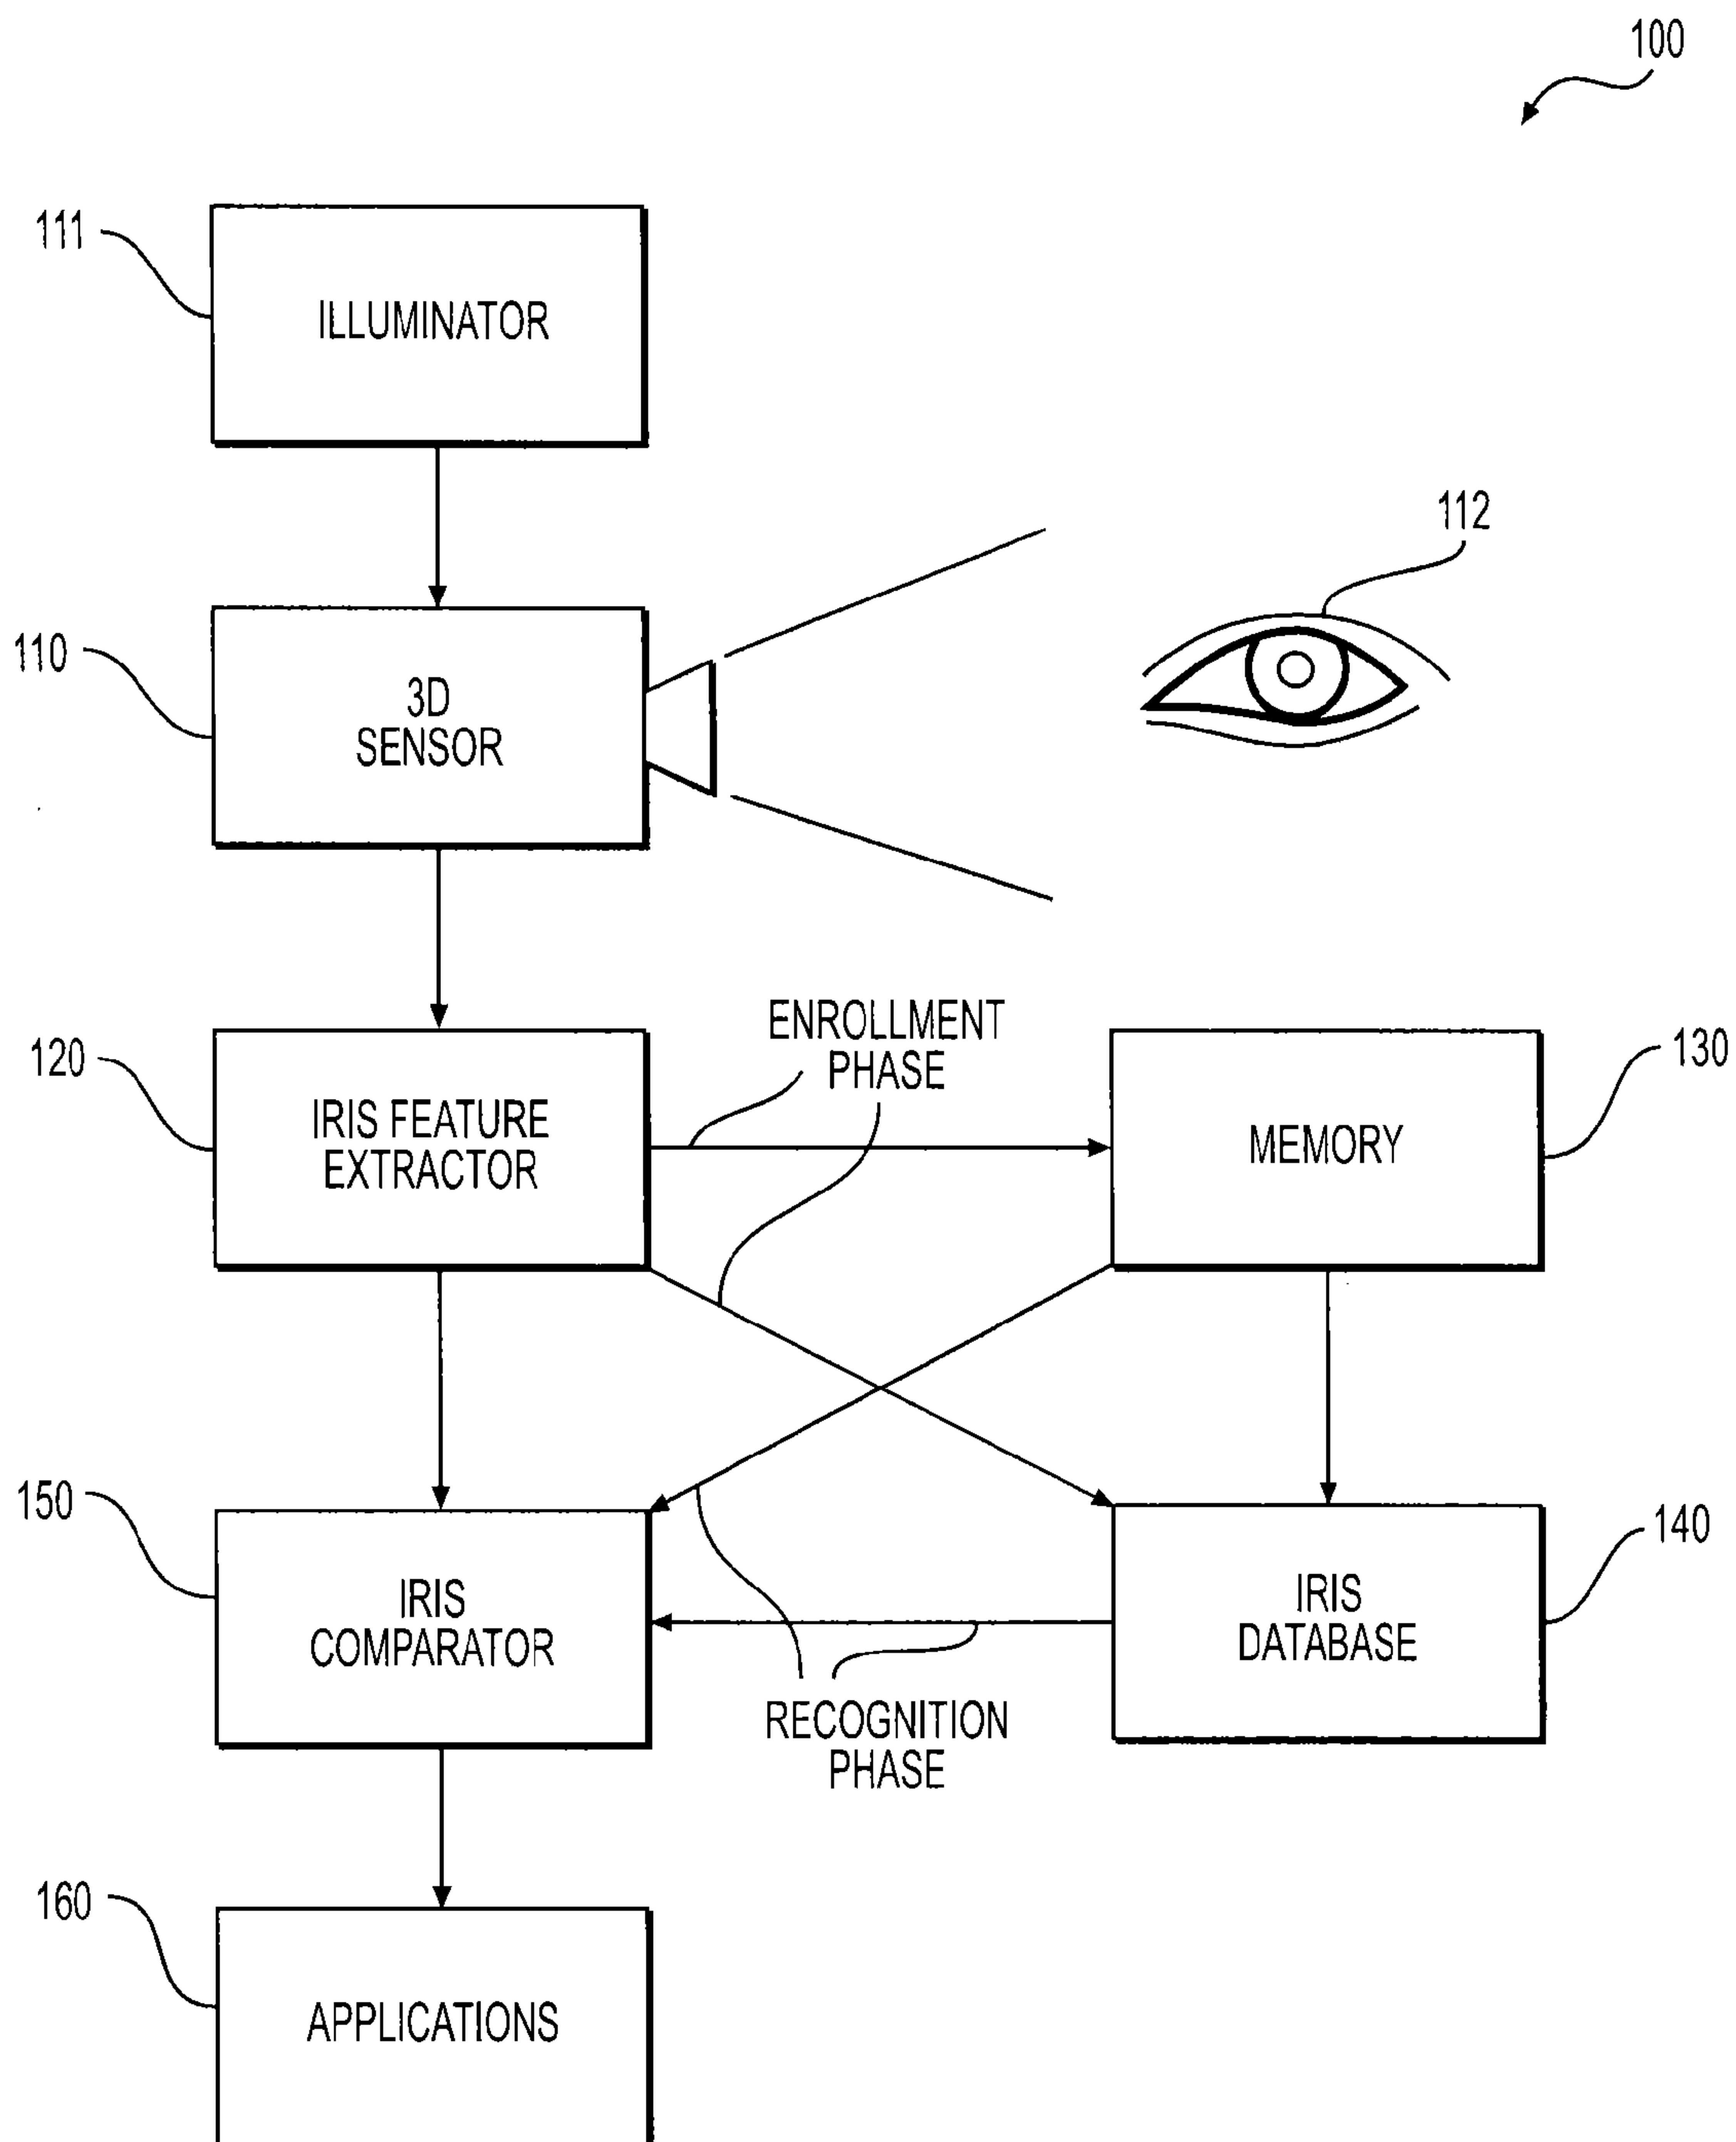 100
111
ILLUMINATOR
112
110
3D
SENSOR
ENROLLMENT
PHASE
120
IRIS FEATURE
EXTRACTOR
MEMORY
130
150
IRIS
COMPARATOR
IRIS
DATABASE
140
RECOGNITION
PHASE
160
APPLICATIONS